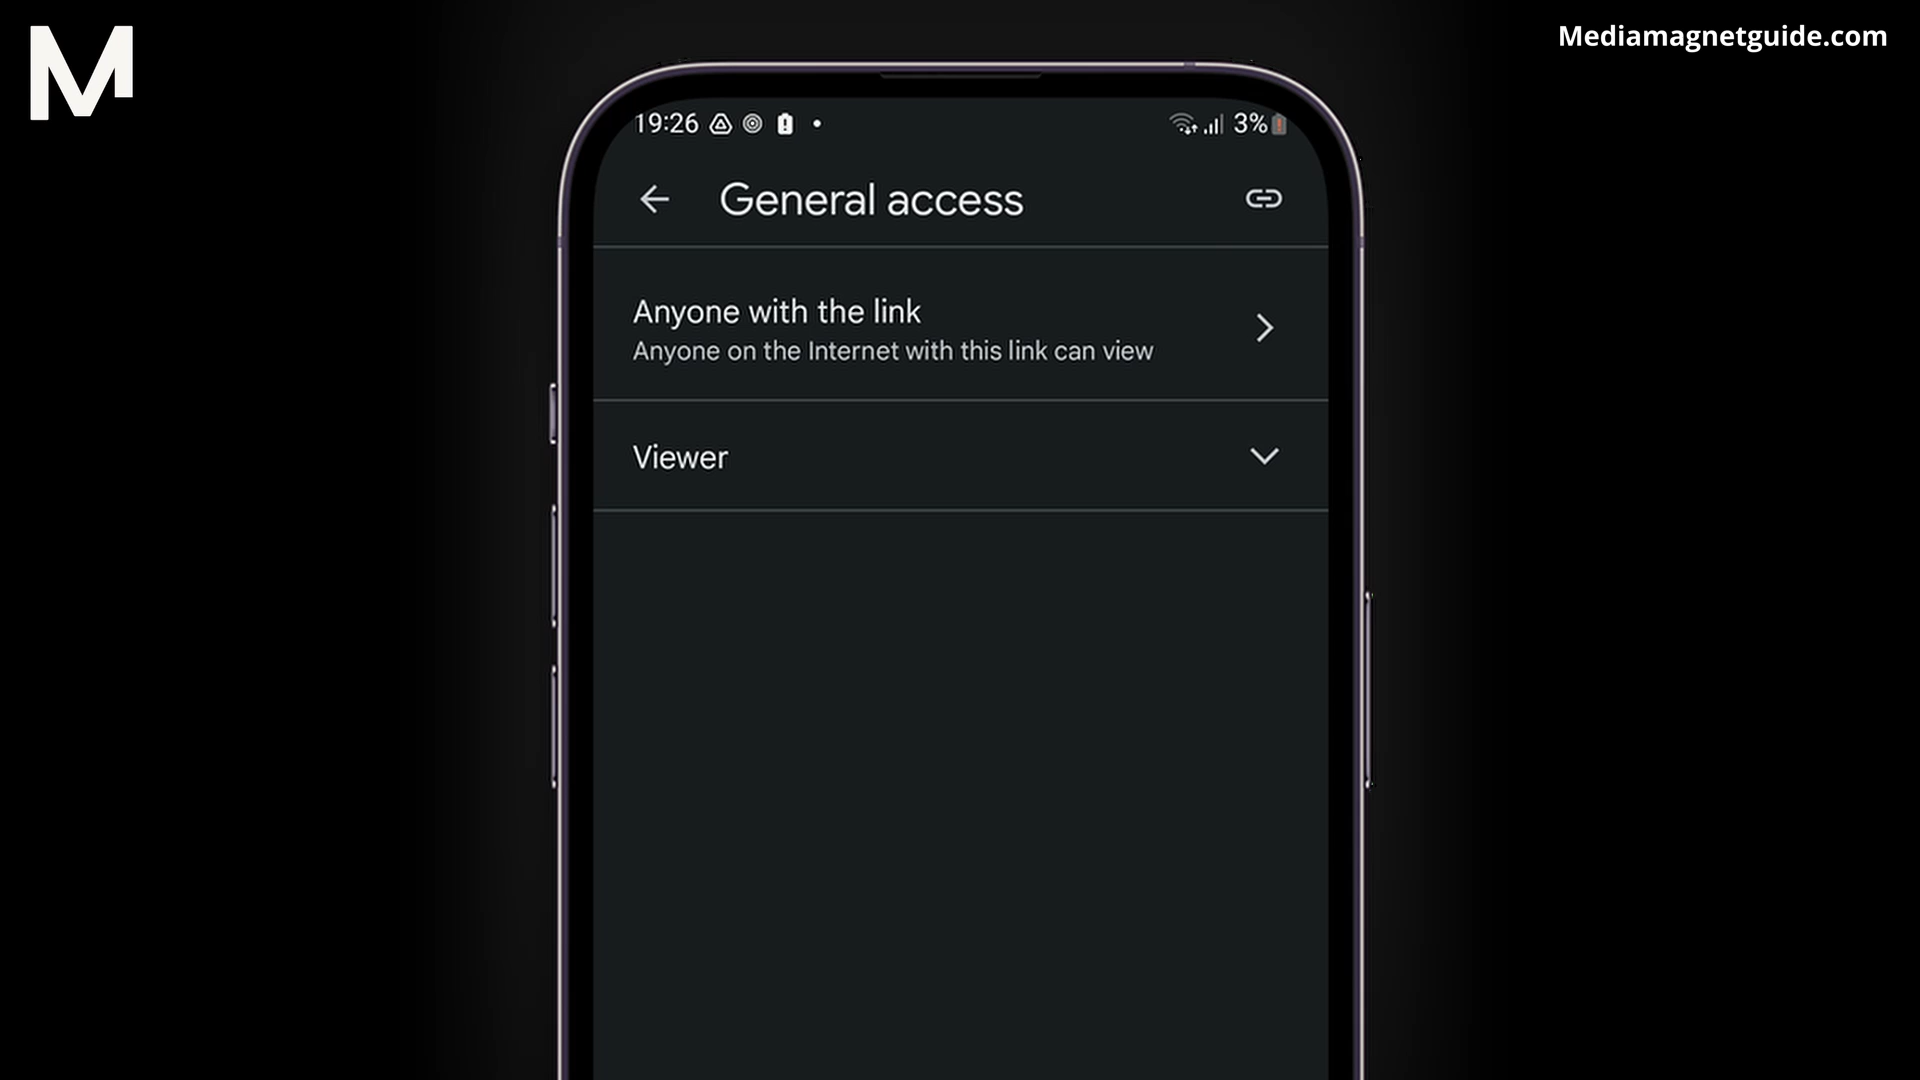 M
Mediamagnetguide.com
19:26 3%
General access
Anyone with the link
Anyone on the Internet with this link can view
Viewer